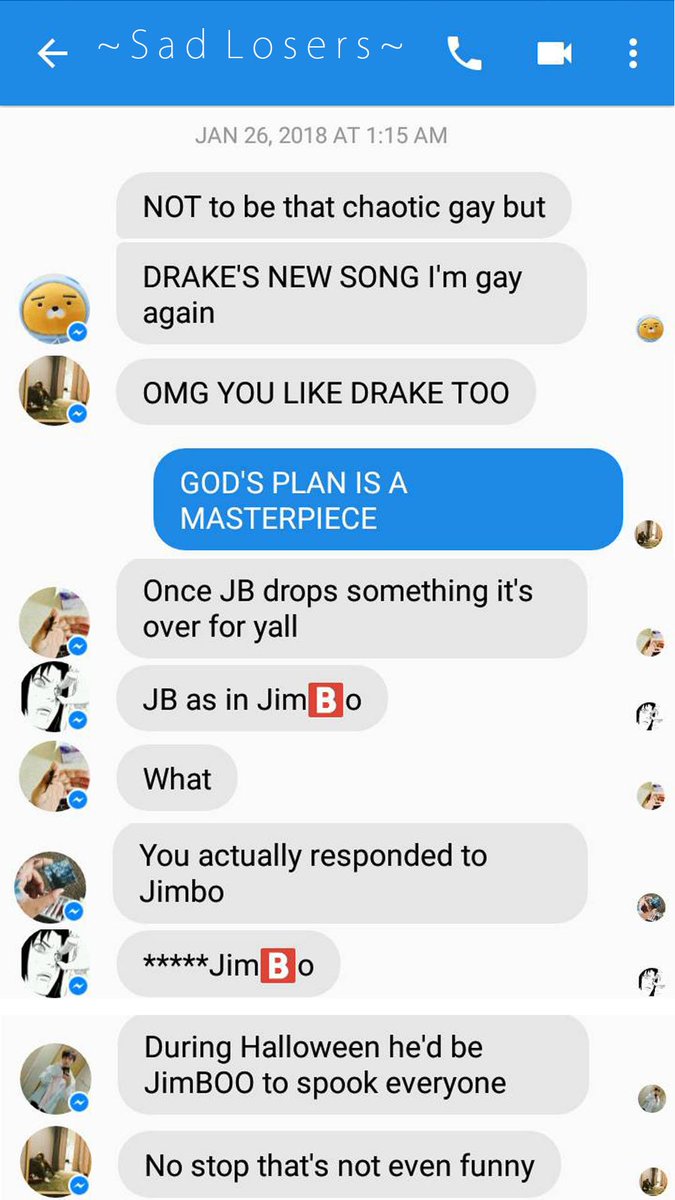 ~Sad Losers~
JAN 26, 2018 AT 1:15 AM
NOT to be that chaotic gay but
DRAKE'S NEW SONG I'm gay
again
OMG YOU LIKE DRAKE TOO
GOD'S PLAN IS A
MASTERPIECE
Once JB drops something it's
over for yall
JB as in Jim🅱️o
What
You actually responded to
Jimbo
*****Jim🅱️o
During Halloween he'd be
JimBOO to spook everyone
No stop that's not even funny